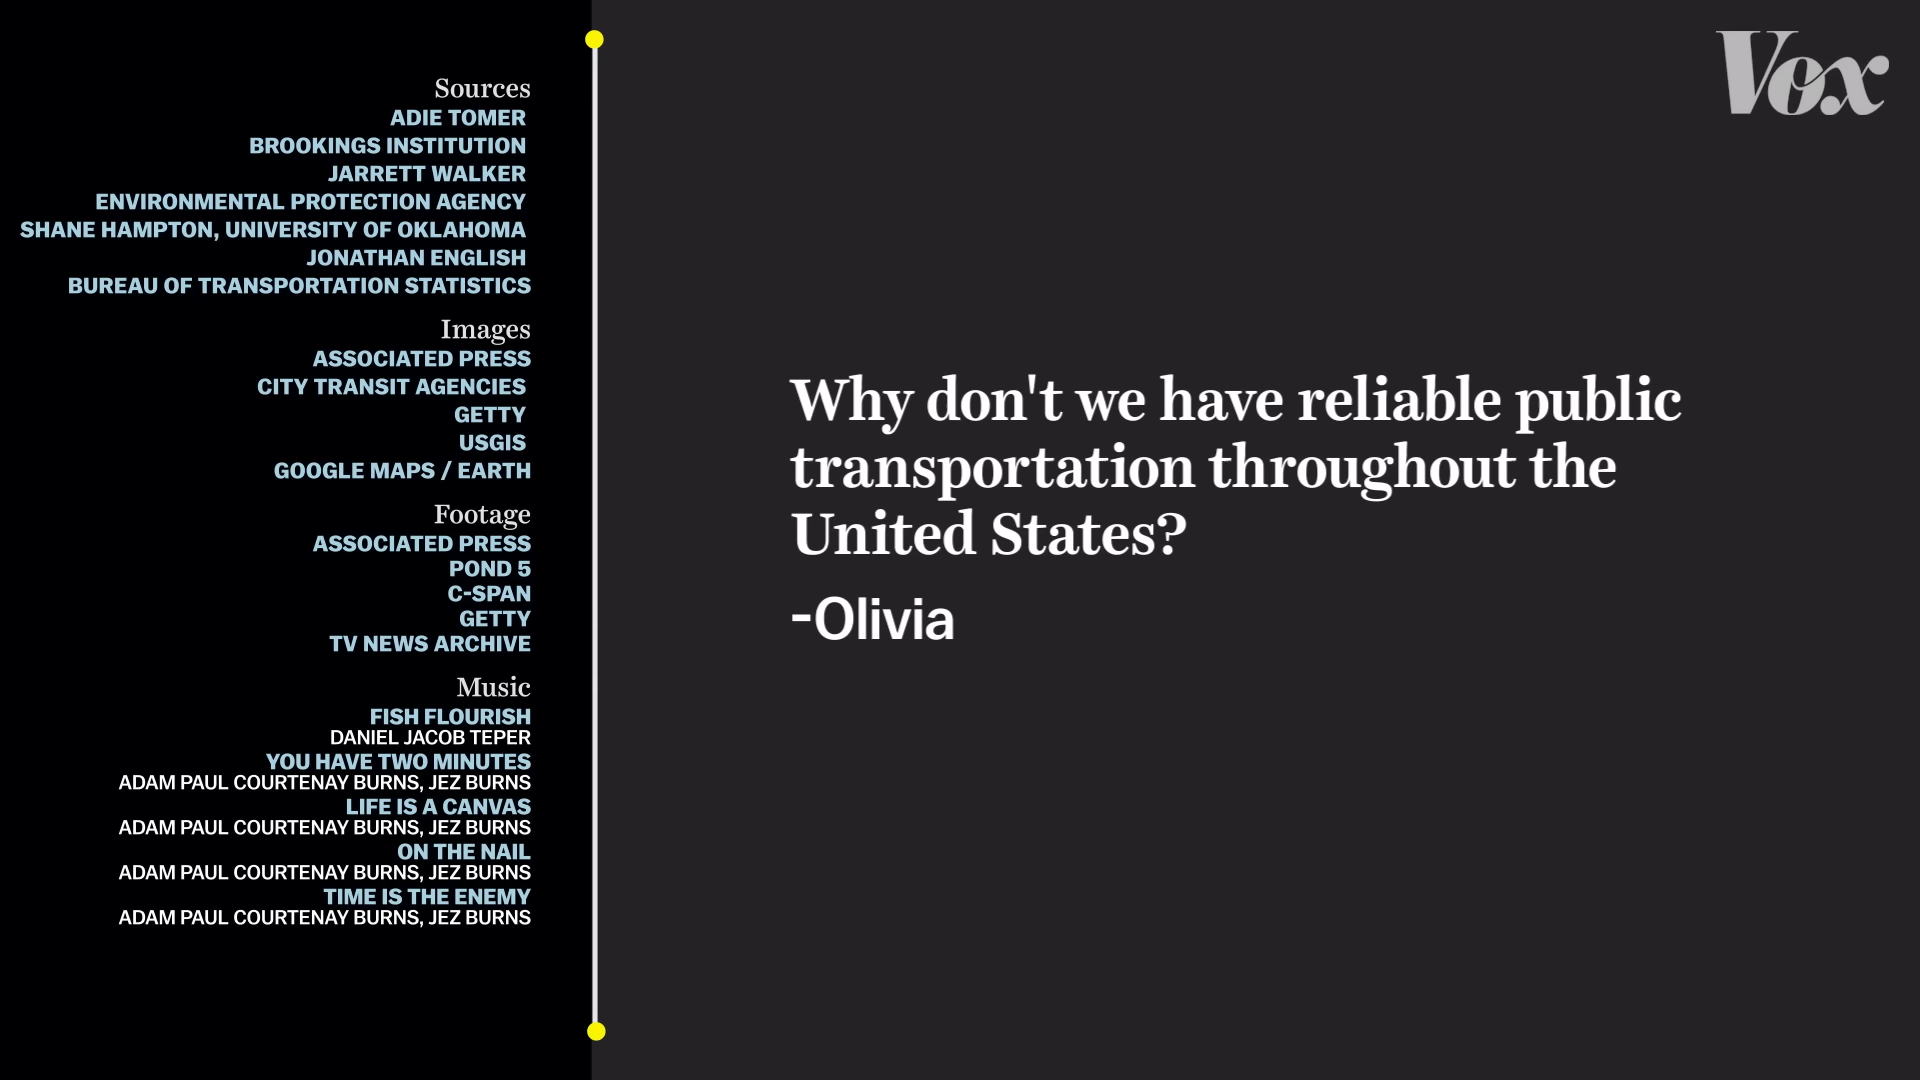 Sources
ADIE TOMER
BROOKINGS INSTITUTION
JARRETT WALKER
ENVIRONMENTAL PROTECTION AGENCY
SHANE HAMPTON, UNIVERSITY OF OKLAHOMA
JONATHAN ENGLISH
BUREAU OF TRANSPORTATION STATISTICS
Images
ASSOCIATED PRESS
CITY TRANSIT AGENCIES
GETTY
USGIS
GOOGLE MAPS / EARTH
Footage
ASSOCIATED PRESS
POND 5
C-SPAN
GETTY
TV NEWS ARCHIVE
Music
FISH FLOURISH
DANIEL JACOB TEPER
YOU HAVE TWO MINUTES
ADAM PAUL COURTENAY BURNS, JEZ BURNS
LIFE IS A CANVAS
ADAM PAUL COURTENAY BURNS, JEZ BURNS
ON THE NAIL
ADAM PAUL COURTENAY BURNS, JEZ BURNS
TIME IS THE ENEMY
ADAM PAUL COURTENAY BURNS, JEZ BURNS
Vox
Why don't we have reliable public
transportation throughout the
United States?
-Olivia